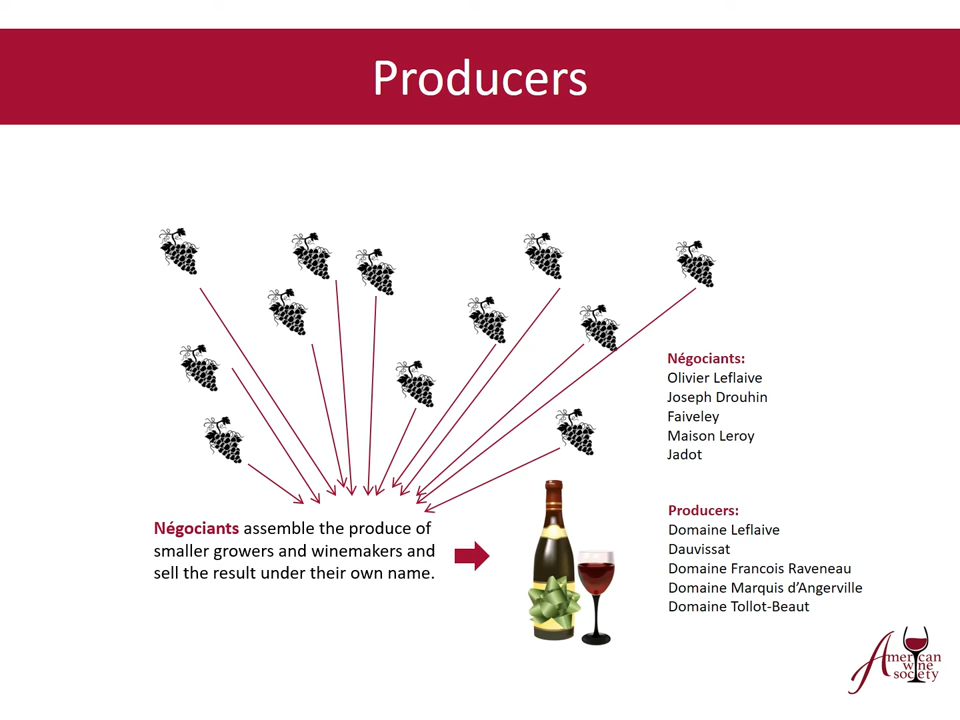 Producers
Négociants:
Olivier Leflaive
Joseph Drouhin
Faiveley
Maison Leroy
Jadot
Négociants assemble the produce of
smaller growers and winemakers and
sell the result under their own name.
Producers:
Domaine Leflaive
Dauvissat
Domaine Francois Raveneau
Domaine Marquis d’Angerville
Domaine Tollot-Beaut
American
wine
society